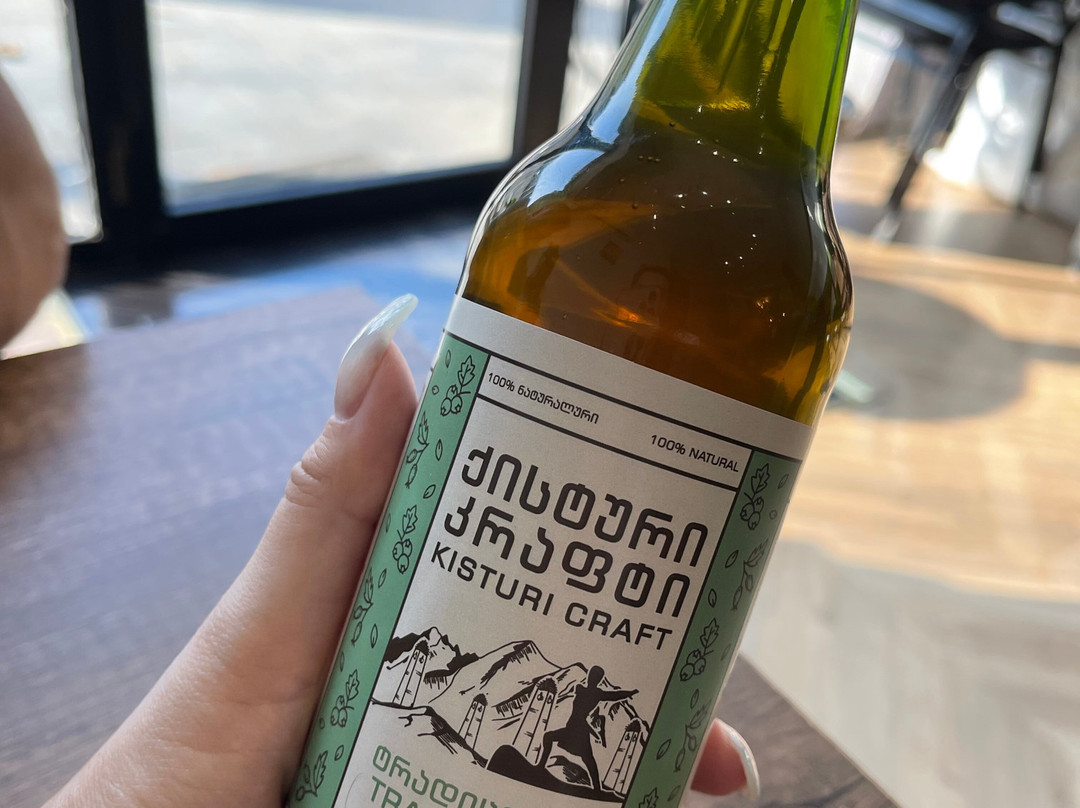 100% ᲜᲐᲢᲣᲠᲐᲚᲣᲠᲘ
100% NATURAL
ᲥᲘᲡᲢᲣᲠᲘ
ᲙᲠᲐᲤᲢᲘ
KISTURI CRAFT